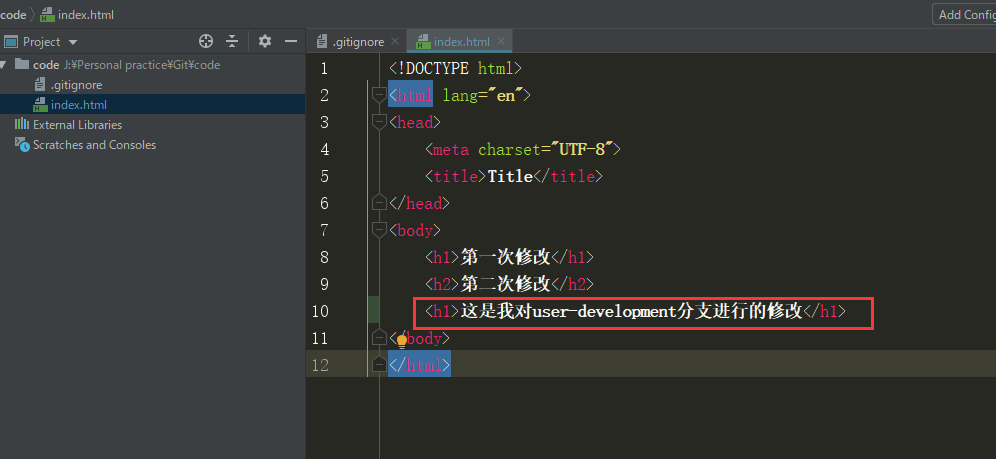 code index.html
Add Config
Project
.gitignore index.html
code J:¥Personal practice¥Git¥code
.gitignore
index.html
External Libraries
Scratches and Consoles
1 <!DOCTYPE html>
2 <html lang="en">
3 <head>
4 <meta charset="UTF-8">
5 <title>Title</title>
6 </head>
7 <body>
8 <h1>第一次修改</h1>
9 <h2>第二次修改</h2>
10 <h1>这是我对user-development分支进行的修改</h1>
11 </body>
12 </html>